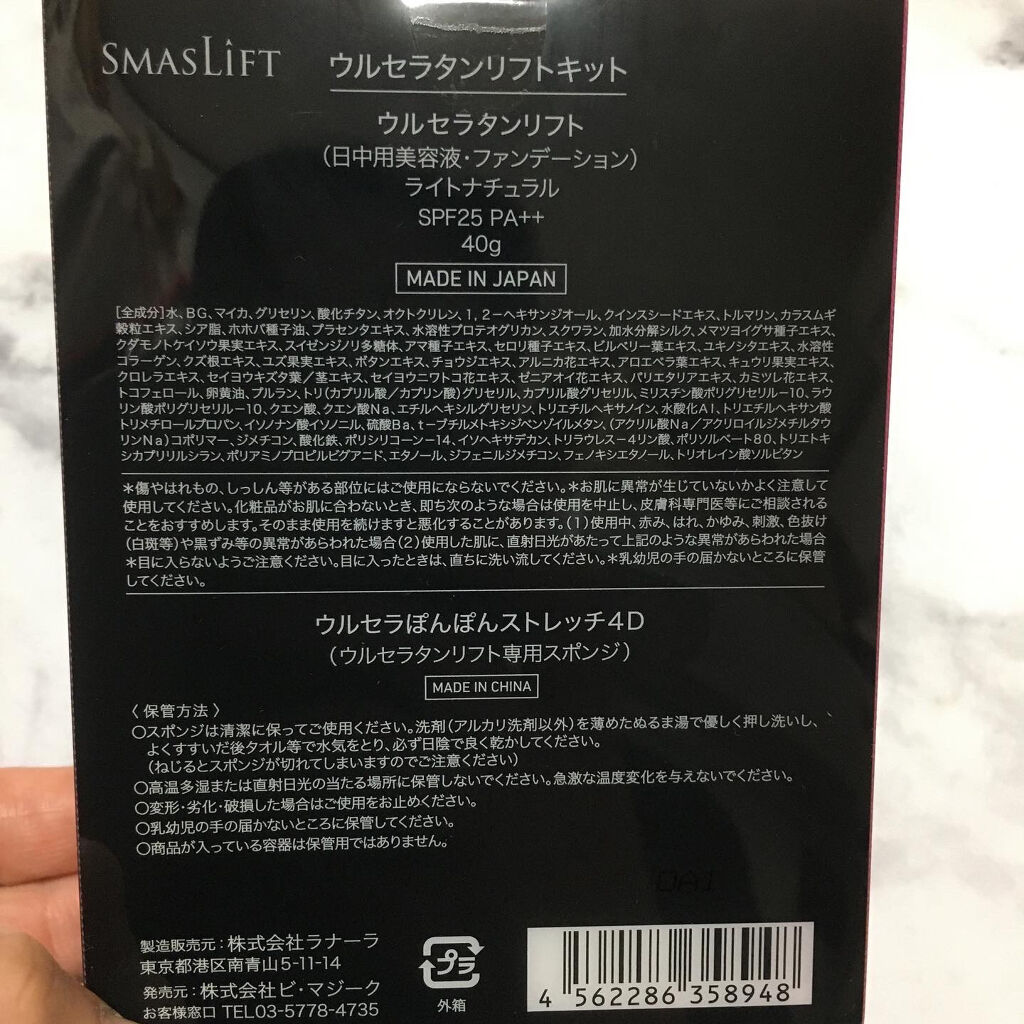 SMASLIFT ウルセラタンリフトキット
ウルセラタンリフト
(日中用美容液・ファンデーション)
ライトナチュラル
SPF25 PA++
40g
MADE IN JAPAN
[全成分]水、BG、マイカ、グリセリン、酸化チタン、オクトクリレン、1,2-ヘキサンジオール、クインスシードエキス、トルマリン、カラスムギ
穀粒エキス、シア脂、ホホバ種子油、プラセンタエキス、水溶性プロテオグリカン、スクワラン、加水分解シルク、メマツヨイグサ種子エキス、
クダモノトケイソウ果実エキス、スイゼンジノリ多糖体、アマ種子エキス、セロリ種子エキス、ビルベリー葉エキス、ユキノシタエキス、水溶性
コラーゲン、クズ根エキス、ユズ果実エキス、ボタンエキス、チョウジエキス、アルニカ花エキス、アロエベラ葉エキス、キュウリ果実エキス、
クロレラエキス、セイヨウキズタ葉/茎エキス、セイヨウニワトコ花エキス、ゼニアオイ花エキス、パリエタリアエキス、カミツレ花エキス、
トコフェロール、卵黄油、プルラン、トリ(カプリル酸/カプリン酸)グリセリル、カプリル酸グリセリル、ミリスチン酸ポリグリセリル-10、ラウ
リン酸ポリグリセリル-10、クエン酸、クエン酸Na、エチルヘキシルグリセリン、トリエチルヘキサノイン、水酸化Al、トリエチルヘキサン酸
トリメチロールプロパン、イソノナン酸イソノニル、硫酸Ba、t-ブチルメトキシジベンゾイルメタン、(アクリル酸Na/アクリロイルジメチルタウ
リンNa)コポリマー、ジメチコン、酸化鉄、ポリシリコーン-14、イソヘキサデカン、トリラウレス-4リン酸、ポリソルベート80、トリエトキ
シカプリリルシラン、ポリアミノプロピルビグアニド、エタノール、ジフェニルジメチコン、フェノキシエタノール、トリオレイン酸ソルビタン
*傷やはれもの、しっしん等がある部位にはご使用にならないでください。*お肌に異常が生じていないかよく注意して
使用してください。化粧品がお肌に合わないとき、即ち次のような場合は使用を中止し、皮膚科専門医等にご相談される
ことをおすすめします。そのまま使用を続けますと悪化することがあります。(1)使用中、赤み、はれ、かゆみ、刺激、色抜け
(白斑等)や黒ずみ等の異常があらわれた場合(2)使用した肌に、直射日光があたって上記のような異常があらわれた場合
*目に入らないようご注意ください。目に入ったときは、直ちに洗い流してください。*乳幼児の手の届かないところに保管
してください。
ウルセラぽんぽんストレッチ4D
(ウルセラタンリフト専用スポンジ)
MADE IN CHINA
〈保管方法〉
○スポンジは清潔に保ってご使用ください。洗剤(アルカリ洗剤以外)を薄めたぬるま湯で優しく押し洗いし、
よくすすいだ後タオル等で水気をとり、必ず日陰で良く乾かしてください。
(ねじるとスポンジが切れてしまいますのでご注意ください)
○高温多湿または直射日光の当たる場所に保管しないでください。急激な温度変化を与えないでください。
○変形・劣化・破損した場合はご使用をお止めください。
○乳幼児の手の届かないところに保管してください。
○商品が入っている容器は保管用ではありません。
0A1
製造販売元:株式会社ラナーラ
東京都港区南青山5-11-14
発売元:株式会社ビ・マジーク
お客様窓口 TEL03-5778-4735
プラ
外箱
4 562286 358948